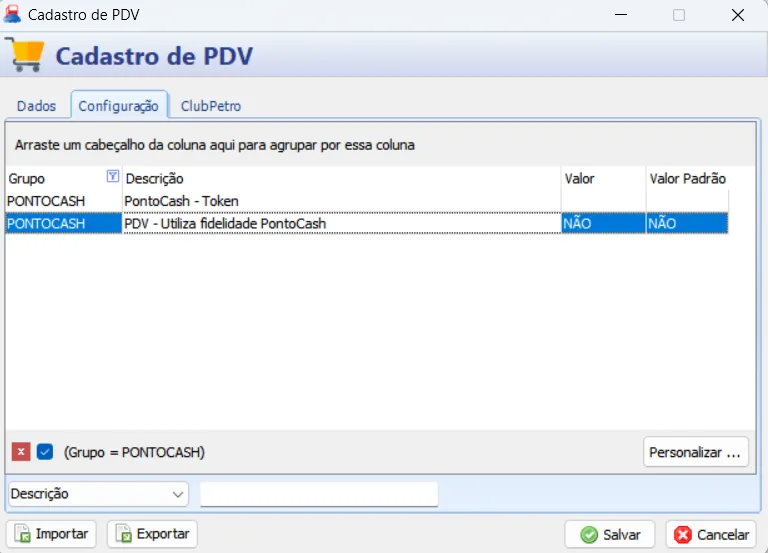 Cadastro de PDV
Cadastro de PDV
Dados Configuração ClubPetro
Arraste um cabeçalho da coluna aqui para agrupar por essa coluna
Grupo Descrição Valor Valor Padrão
PONTOCASH PontoCash - Token
PONTOCASH PDV - Utiliza fidelidade PontoCash NÃO NÃO
(Grupo = PONTOCASH) Personalizar ...
Descrição
Importar Exportar Salvar Cancelar